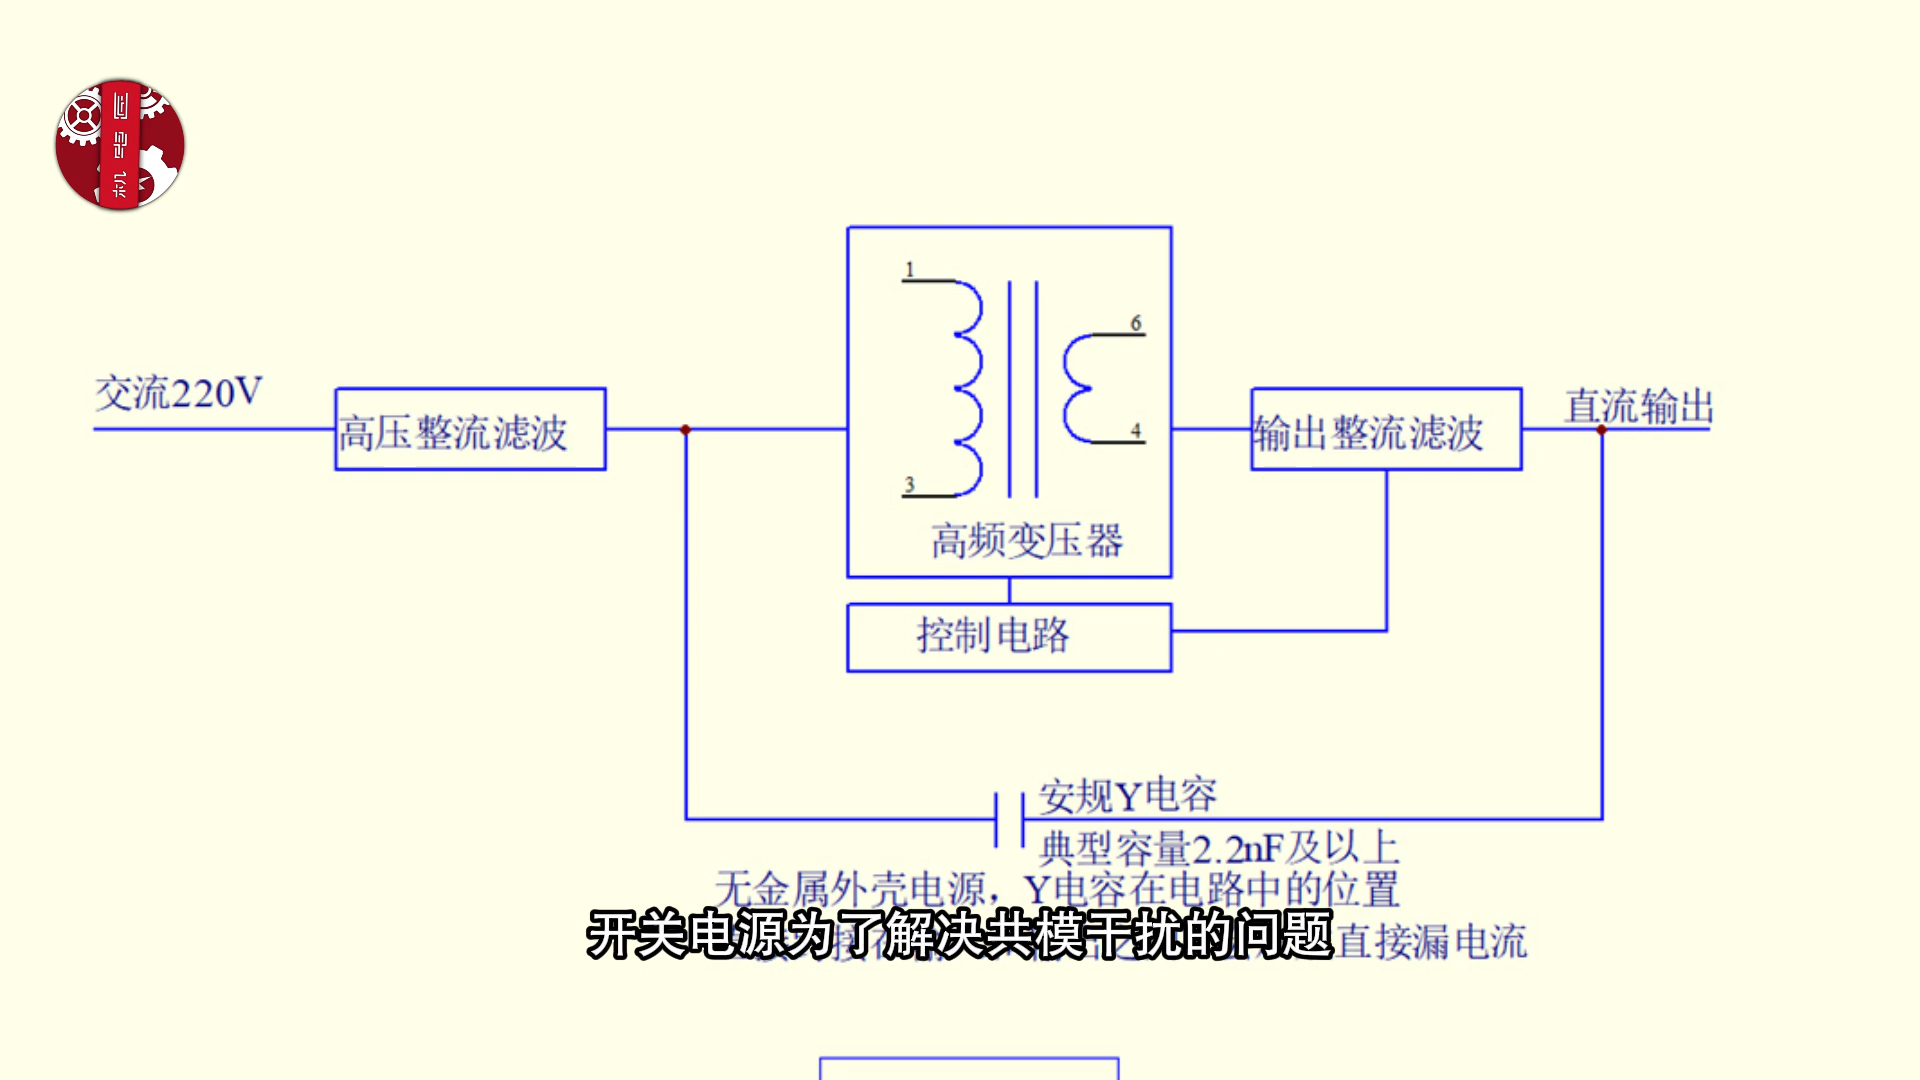 机器匠
1
6
交流220V
高压整流滤波
4
输出整流滤波
直流输出
3
高频变压器
控制电路
安规Y电容
典型容量2.2nF及以上
无金属外壳电源，Y电容在电路中的位置
开关电源为了解决共模干扰的问题
直接漏电流